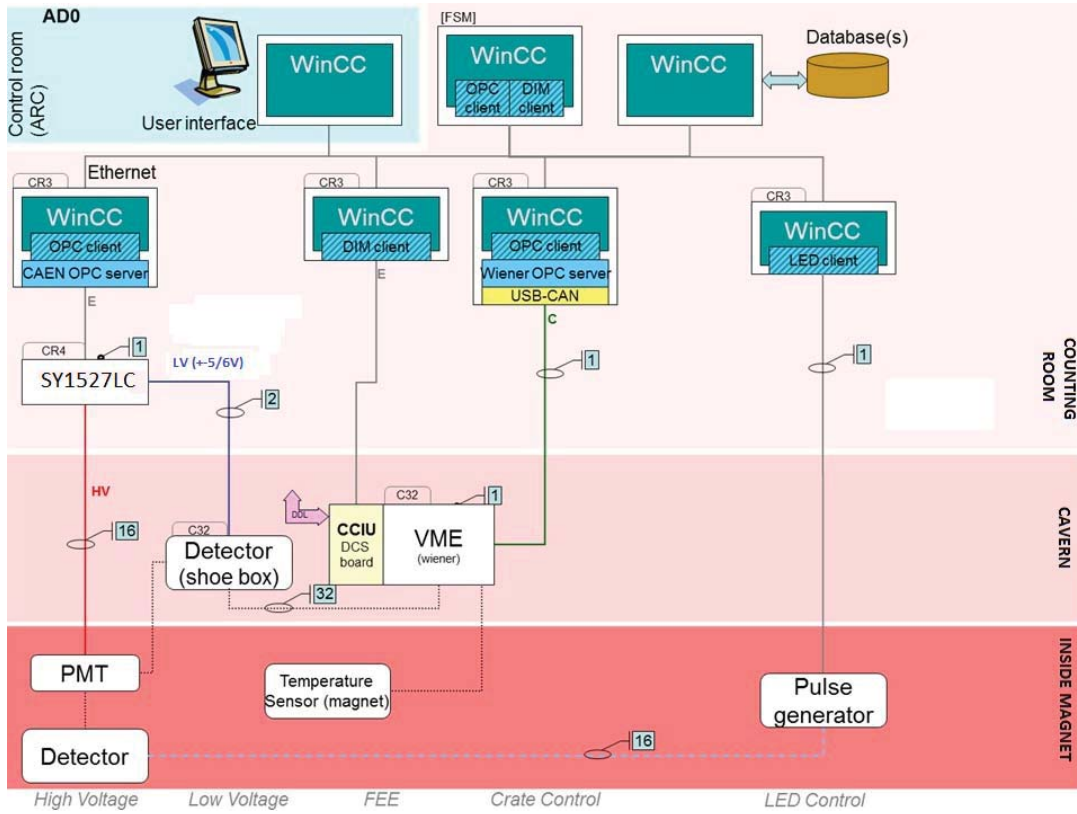 AD0
Control room
(ARC)
User interface
WinCC
[FSM]
WinCC
OPC
client
DIM
client
WinCC
Database(s)
Ethernet
CR3
WinCC
OPC client
CAEN OPC server
E
CR3
WinCC
DIM client
E
CR3
WinCC
OPC client
Wiener OPC server
USB-CAN
C
CR3
WinCC
LED client
CR4
1
SY1527LC
LV (+-5/6V)
2
1
1
COUNTING
ROOM
HV
16
C32
Detector
(shoe box)
DDL
CCIU
DCS
board
C32
1
VME
(wiener)
32
CAVERN
PMT
Temperature
Sensor (magnet)
Pulse
generator
Detector
16
INSIDE MAGNET
High Voltage
Low Voltage
FEE
Crate Control
LED Control